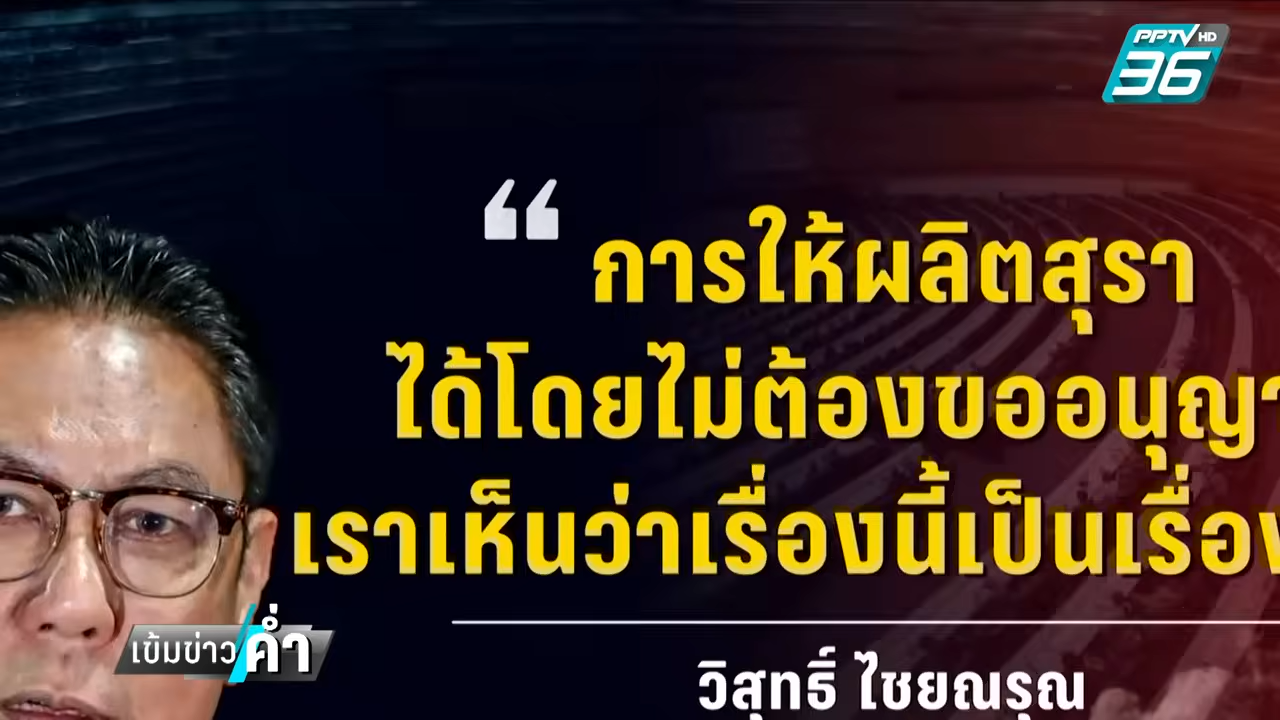 PPTV HD
36
“ การให้ผลิตสุรา
ได้โดยไม่ต้องขออนุญา
เราเห็นว่าเรื่องนี้เป็นเรื่อง
วิสุทธิ์ ไชยณรุณ
เข้มข่าวค่ำ